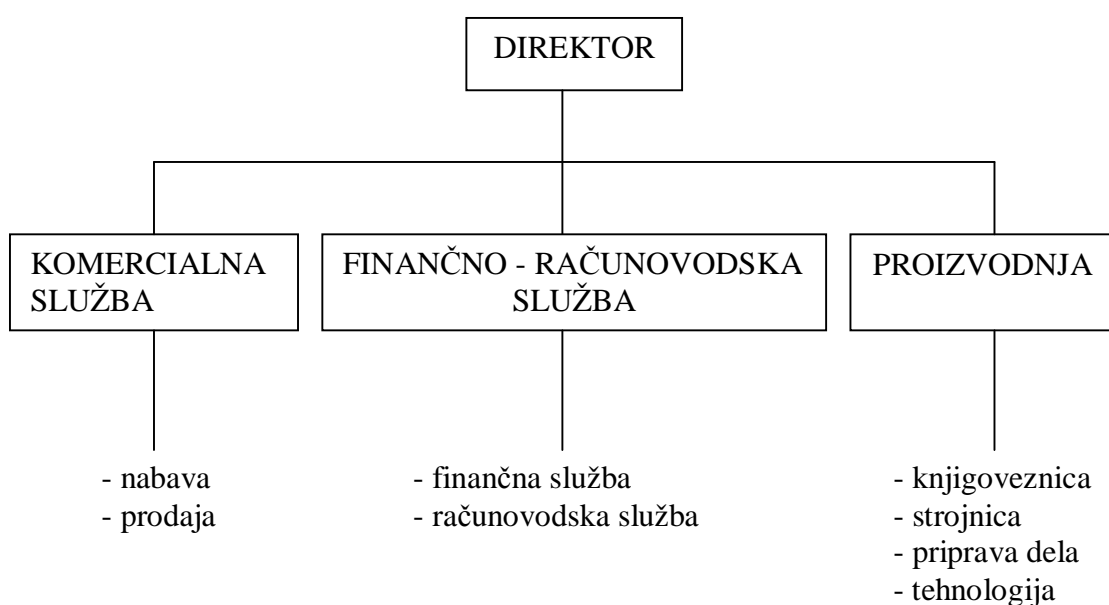 DIREKTOR
KOMERCIALNA
SLUŽBA
FINANČNO - RAČUNOVODSKA
SLUŽBA
PROIZVODNJA
- nabava
- prodaja
- finančna služba
- računovodska služba
- knjigoveznica
- strojnica
- priprava dela
- tehnologija